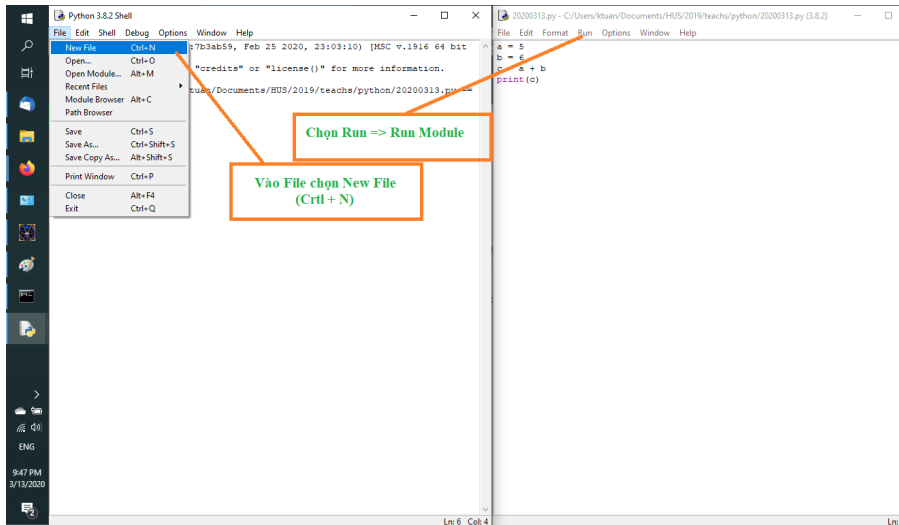 Python 3.8.2 Shell
File Edit Shell Debug Options Window Help
:7b3ab59, Feb 25 2020, 23:03:10) [MSC v.1916 64 bit
"credits" or "license()" for more information.
tuan/Documents/HUS/2019/teachs/python/20200313.py ==
New File Ctrl+N
Open... Ctrl+O
Open Module... Alt+M
Recent Files
Module Browser Alt+C
Path Browser
Save Ctrl+S
Save As... Ctrl+Shift+S
Save Copy As... Alt+Shift+S
Print Window Ctrl+P
Close Alt+F4
Exit Ctrl+Q
Vào File chọn New File
(Crtl + N)
Chọn Run => Run Module
Ln: 6 Col: 4
20200313.py - C:/Users/ktuan/Documents/HUS/2019/teachs/python/20200313.py (3.8.2)
File Edit Format Run Options Window Help
a = 5
b = 6
c = a + b
print(c)
Ln:
ENG
9:47 PM
3/13/2020
2